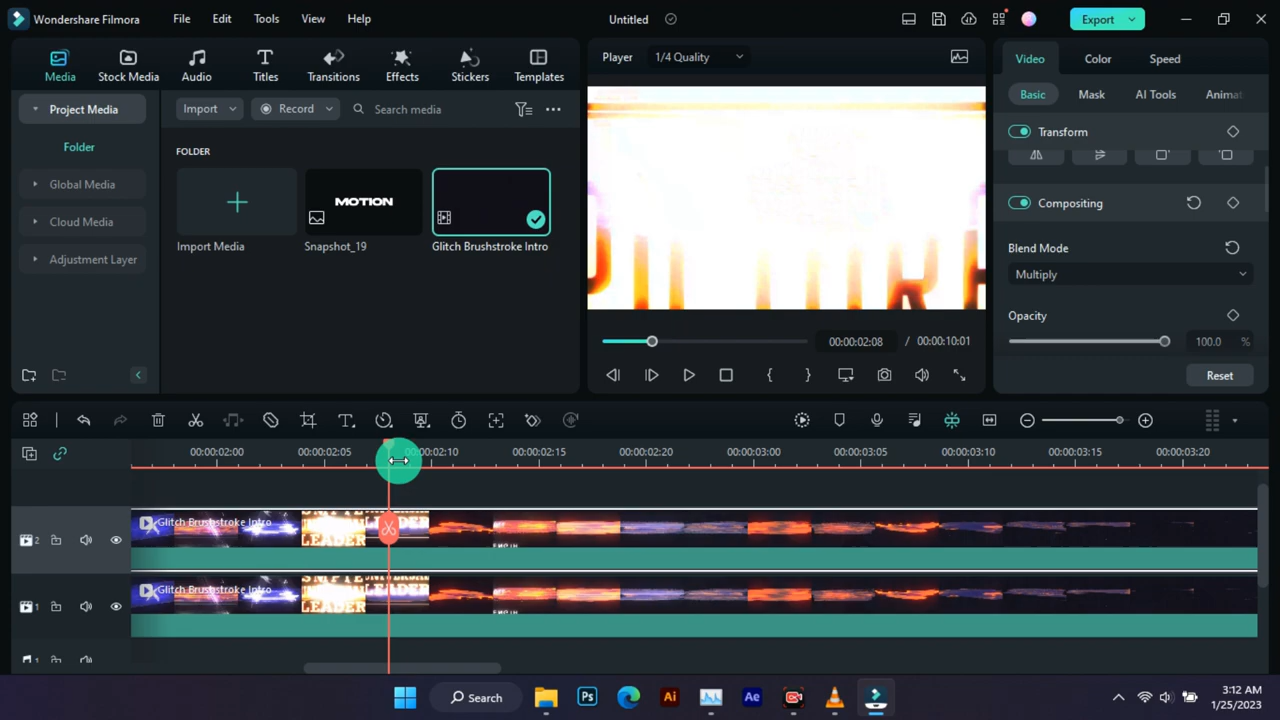 Wondershare Filmora
File Edit Tools View Help
Untitled
Export
Media
Stock Media
Audio
Titles
Transitions
Effects
Stickers
Templates
Player
1/4 Quality
Video
Color
Speed
Project Media
Import
Record
Search media
Basic
Mask
AI Tools
Animat
Folder
FOLDER
Transform
Global Media
Cloud Media
Adjustment Layer
MOTION
Import Media
Snapshot_19
Glitch Brushstroke Intro
Compositing
Blend Mode
Multiply
Opacity
100.0 %
00:00:02:08 / 00:00:10:01
Reset
00:00:02:00
00:00:02:05
00:00:02:10
00:00:02:15
00:00:02:20
00:00:03:00
00:00:03:05
00:00:03:10
00:00:03:15
00:00:03:20
Glitch Brushstroke Intro
LEADER
2
Glitch Brushstroke Intro
LEADER
1
1
Search
Ps
Ai
Ae
3:12 AM
1/25/2023